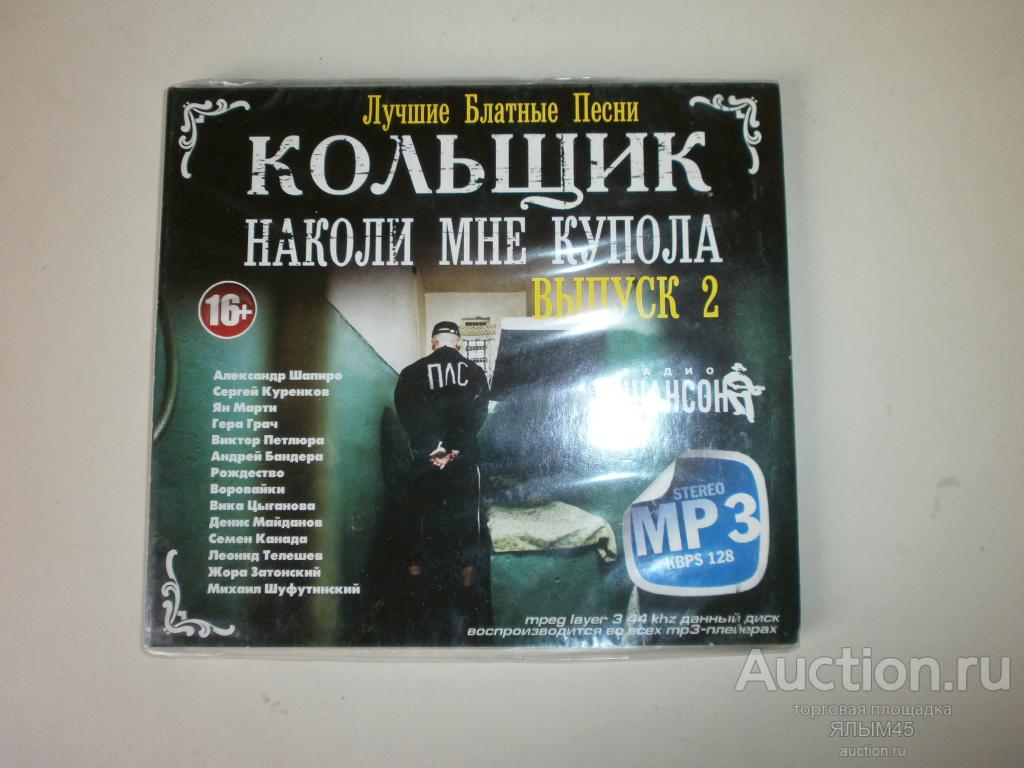 Лучшие Блатные Песни
КОЛЬЩИК
НАКОЛИ МНЕ КУПОЛА
ВЫПУСК 2
16+
ПЛС
Александр Шапиро
Сергей Куренков
Ян Марти
Гера Грач
Виктор Петлюра
Андрей Бандера
Рождество
Воровайки
Вика Цыганова
Денис Майданов
Семен Канада
Леонид Телешев
Жора Затонский
Михаил Шуфутинский
РАДИО
ШАНСОН
STEREO
MP3
KBPS 128
mpeg layer 3 44 khz данный диск
воспроизводится во всех mp3-плейерах
Auction.ru
торговая площадка
ЯЛЫМ45
auction.ru